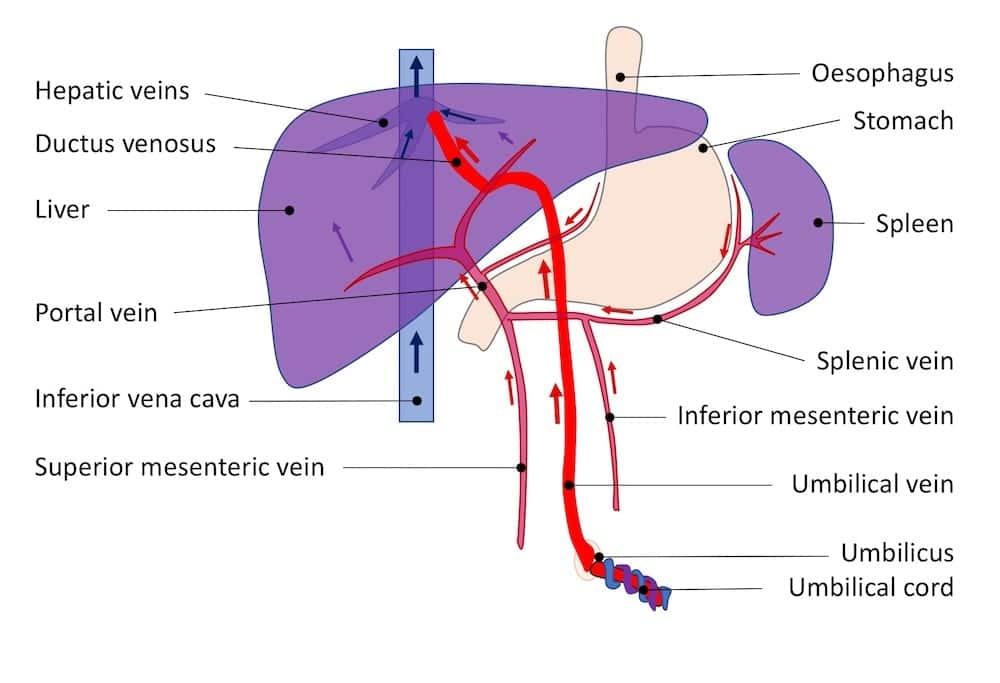 Hepatic veins
Ductus venosus
Liver
Portal vein
Inferior vena cava
Superior mesenteric vein
Oesophagus
Stomach
Spleen
Splenic vein
Inferior mesenteric vein
Umbilical vein
Umbilicus
Umbilical cord